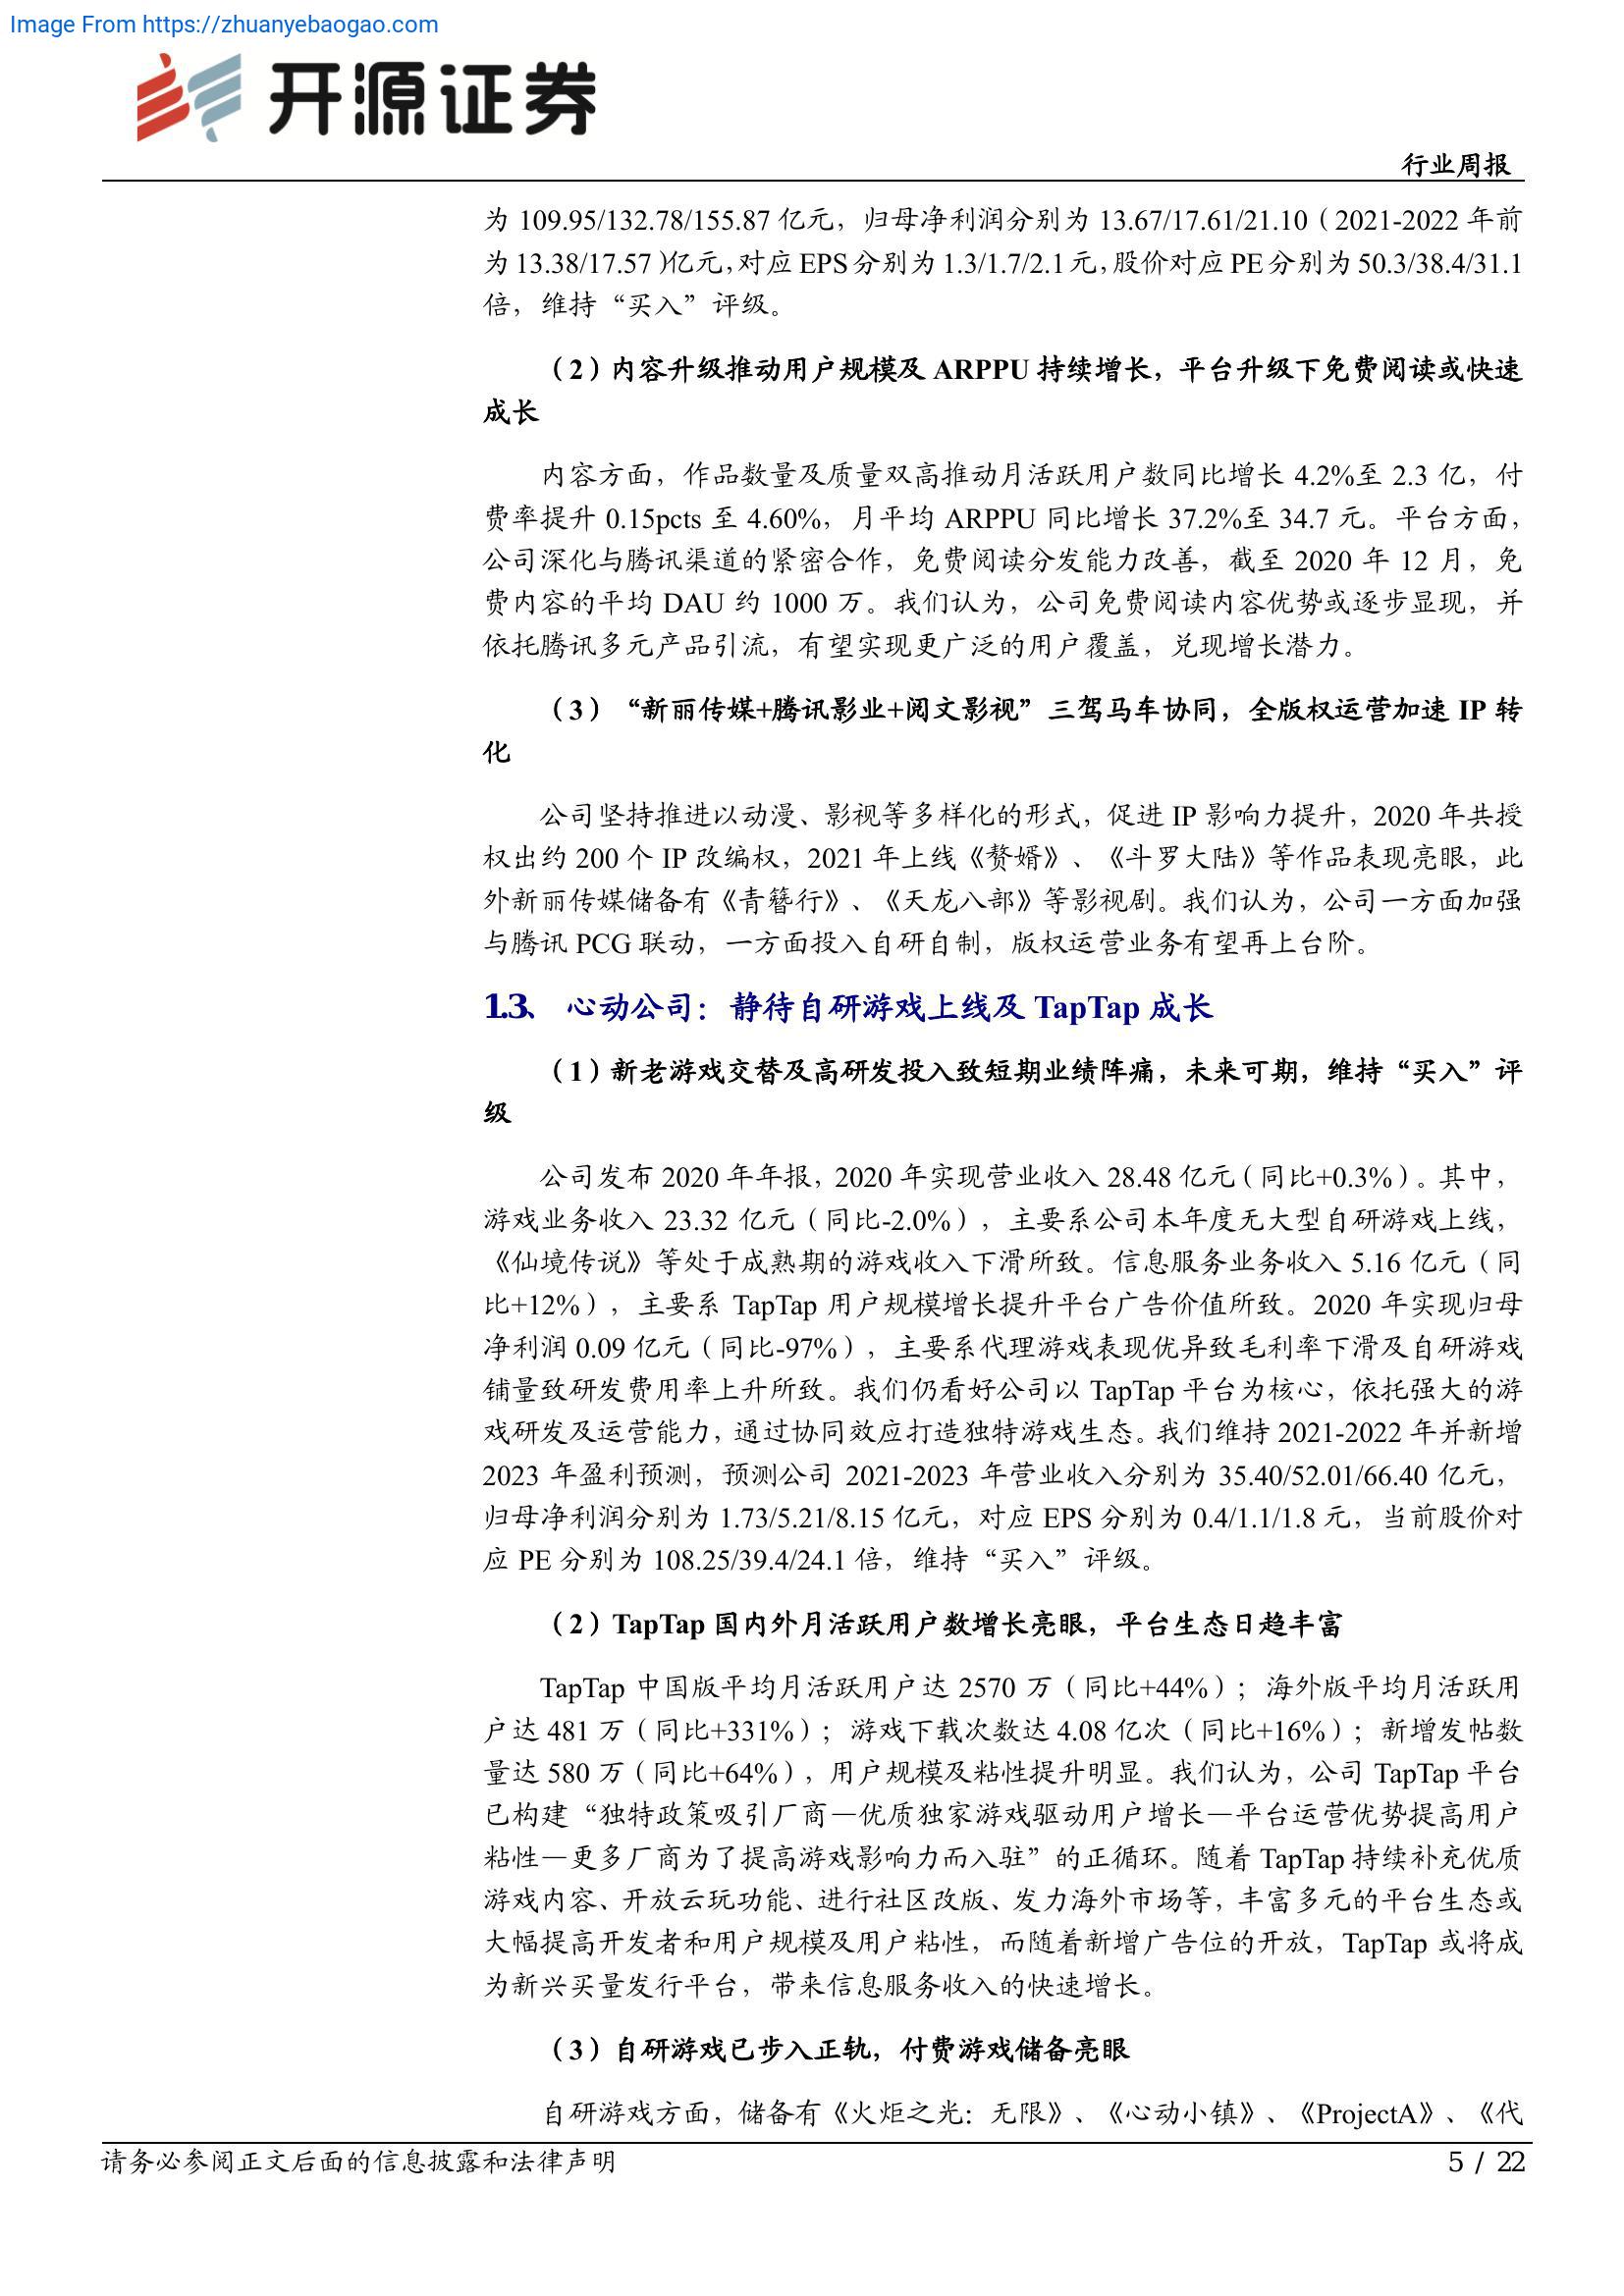 Image From https://zhuanyebaogao.com
开源证券
行业周报
为 109.95/132.78/155.87 亿元，归母净利润分别为 13.67/17.61/21.10（2021-2022 年前
为 13.38/17.57)亿元，对应 EPS 分别为 1.3/1.7/2.1 元，股价对应 PE 分别为 50.3/38.4/31.1
倍，维持“买入”评级。
（2）内容升级推动用户规模及 ARPPU 持续增长，平台升级下免费阅读或快速
成长
内容方面，作品数量及质量双高推动月活跃用户数同比增长 4.2%至 2.3 亿，付
费率提升 0.15pcts 至 4.60%，月平均 ARPPU 同比增长 37.2%至 34.7 元。平台方面，
公司深化与腾讯渠道的紧密合作，免费阅读分发能力改善，截至 2020 年 12 月，免
费内容的平均 DAU 约 1000 万。我们认为，公司免费阅读内容优势或逐步显现，并
依托腾讯多元产品引流，有望实现更广泛的用户覆盖，兑现增长潜力。
（3）“新丽传媒+腾讯影业+阅文影视”三驾马车协同，全版权运营加速 IP 转
化
公司坚持推进以动漫、影视等多样化的形式，促进 IP 影响力提升，2020 年共授
权出约 200 个 IP 改编权，2021 年上线《赘婿》、《斗罗大陆》等作品表现亮眼，此
外新丽传媒储备有《青簪行》、《天龙八部》等影视剧。我们认为，公司一方面加强
与腾讯 PCG 联动，一方面投入自研自制，版权运营业务有望再上台阶。
1.3、 心动公司：静待自研游戏上线及 TapTap 成长
（1）新老游戏交替及高研发投入致短期业绩阵痛，未来可期，维持“买入”评
级
公司发布 2020 年年报，2020 年实现营业收入 28.48 亿元（同比+0.3%）。其中，
游戏业务收入 23.32 亿元（同比-2.0%），主要系公司本年度无大型自研游戏上线，
《仙境传说》等处于成熟期的游戏收入下滑所致。信息服务业务收入 5.16 亿元（同
比+12%），主要系 TapTap 用户规模增长提升平台广告价值所致。2020 年实现归母
净利润 0.09 亿元（同比-97%），主要系代理游戏表现优异导致毛利率下滑及自研游戏
铺量致研发费用率上升所致。我们仍看好公司以 TapTap 平台为核心，依托强大的游
戏研发及运营能力，通过协同效应打造独特游戏生态。我们维持 2021-2022 年并新增
2023 年盈利预测，预测公司 2021-2023 年营业收入分别为 35.40/52.01/66.40 亿元，
归母净利润分别为 1.73/5.21/8.15 亿元，对应 EPS 分别为 0.4/1.1/1.8 元，当前股价对
应 PE 分别为 108.25/39.4/24.1 倍，维持“买入”评级。
（2）TapTap 国内外月活跃用户数增长亮眼，平台生态日趋丰富
TapTap 中国版平均月活跃用户达 2570 万（同比+44%）；海外版平均月活跃用
户达 481 万（同比+331%）；游戏下载次数达 4.08 亿次（同比+16%）；新增发帖数
量达 580 万（同比+64%），用户规模及粘性提升明显。我们认为，公司 TapTap 平台
已构建“独特政策吸引厂商—优质独家游戏驱动用户增长—平台运营优势提高用户
粘性—更多厂商为了提高游戏影响力而入驻”的正循环。随着 TapTap 持续补充优质
游戏内容、开放云玩功能、进行社区改版、发力海外市场等，丰富多元的平台生态或
大幅提高开发者和用户规模及用户粘性，而随着新增广告位的开放，TapTap 或将成
为新兴买量发行平台，带来信息服务收入的快速增长。
（3）自研游戏已步入正轨，付费游戏储备亮眼
自研游戏方面，储备有《火炬之光：无限》、《心动小镇》、《ProjectA》、《代
请务必参阅正文后面的信息披露和法律声明
5 / 22